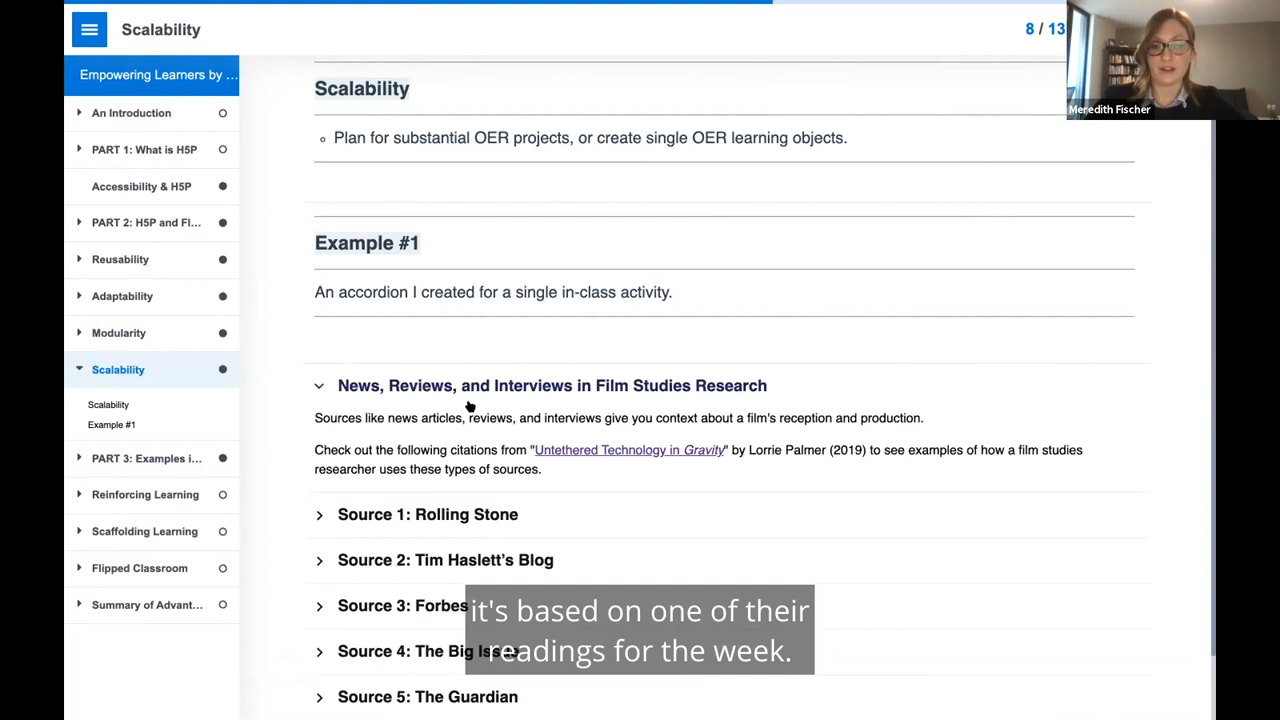 Scalability
8 / 13
Meredith Fischer
Empowering Learners by ...
An Introduction
PART 1: What is H5P
Accessibility & H5P
PART 2: H5P and Fl...
Reusability
Adaptability
Modularity
Scalability
Scalability
Example #1
PART 3: Examples i...
Reinforcing Learning
Scaffolding Learning
Flipped Classroom
Summary of Advant...
Scalability
Plan for substantial OER projects, or create single OER learning objects.
Example #1
An accordion I created for a single in-class activity.
News, Reviews, and Interviews in Film Studies Research
Sources like news articles, reviews, and interviews give you context about a film's reception and production.
Check out the following citations from "Untethered Technology in Gravity" by Lorrie Palmer (2019) to see examples of how a film studies
researcher uses these types of sources.
Source 1: Rolling Stone
Source 2: Tim Haslett's Blog
Source 3: Forbes
Source 4: The Big Issue
Source 5: The Guardian
it's based on one of their
readings for the week.